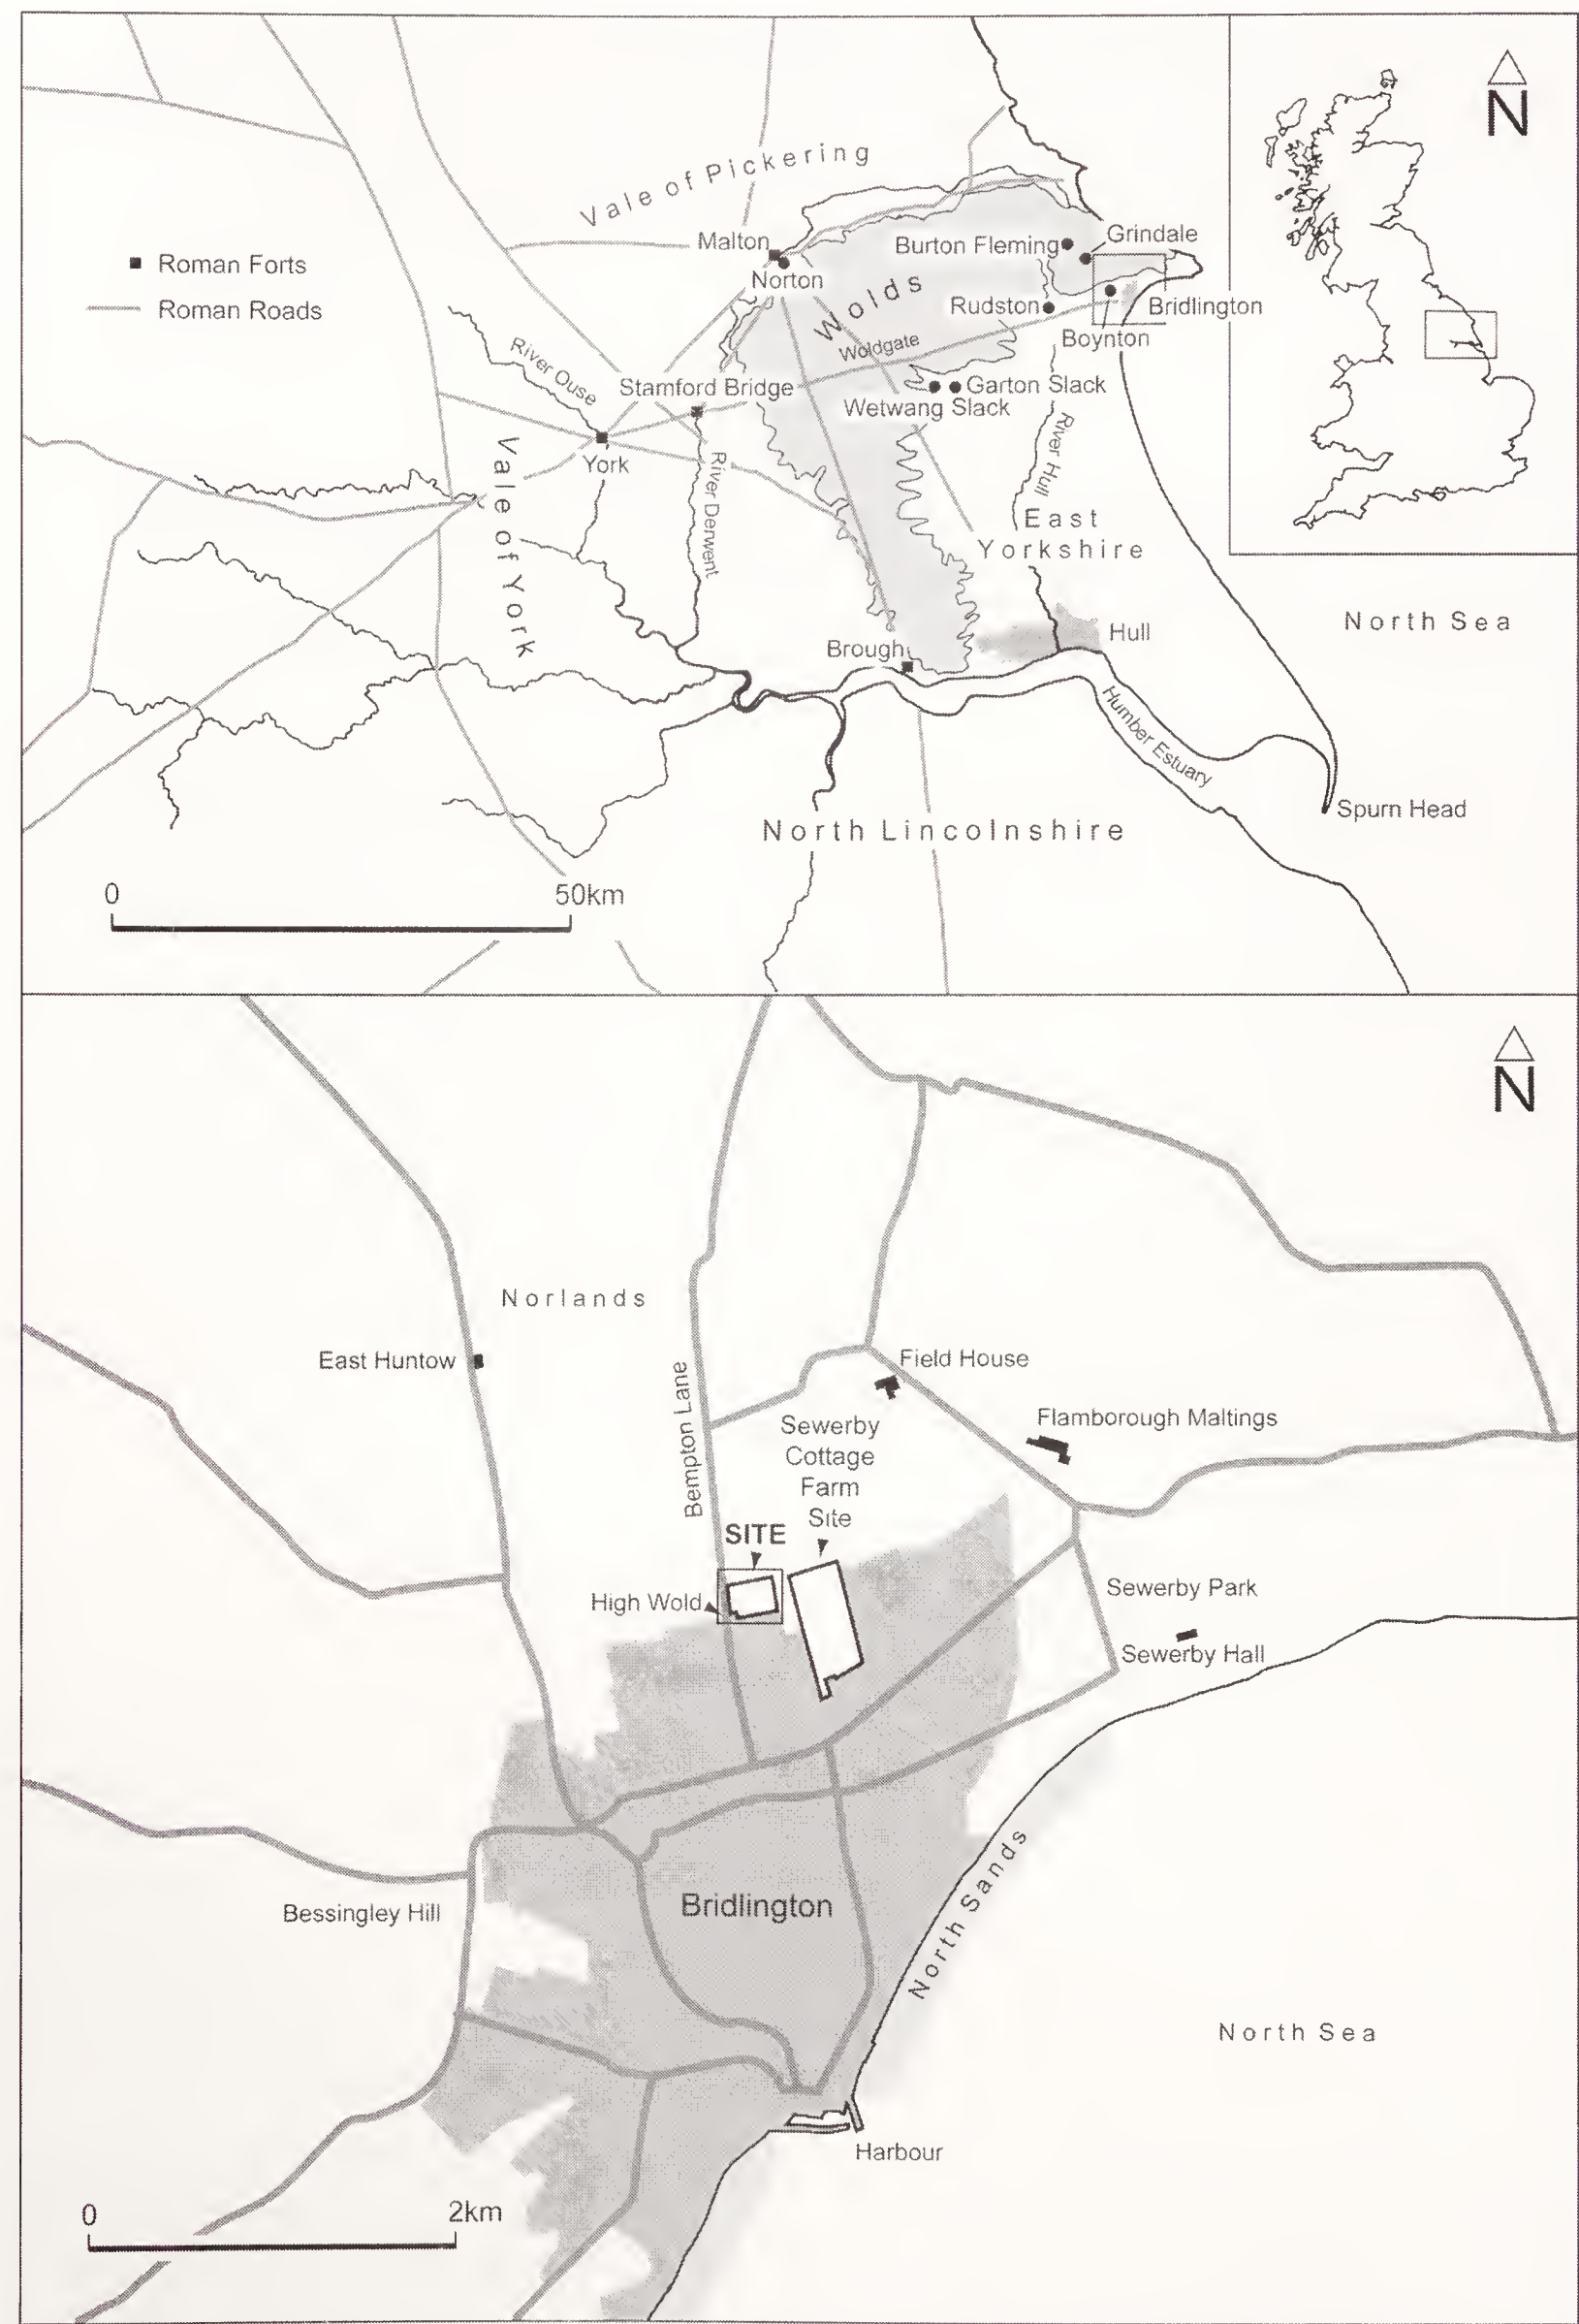 N
Vale of Pickering
Malton
Norton
Burton Fleming
Grindale
Roman Forts
Roman Roads
Wolds
Rudston
Bridlington
Boynton
Woldgate
River Ouse
Stamford Bridge
Garton Slack
Wetwang Slack
York
Vale of York
River Derwent
River Hull
East
Yorkshire
North Sea
Hull
Brough
Humber Estuary
Spurn Head
North Lincolnshire
0
50km
N
Norlands
East Huntow
Bempton Lane
Field House
Flamborough Maltings
Sewerby
Cottage
Farm
Site
SITE
High Wold
Sewerby Park
Sewerby Hall
Bessingley Hill
Bridlington
North Sands
North Sea
Harbour
0
2km